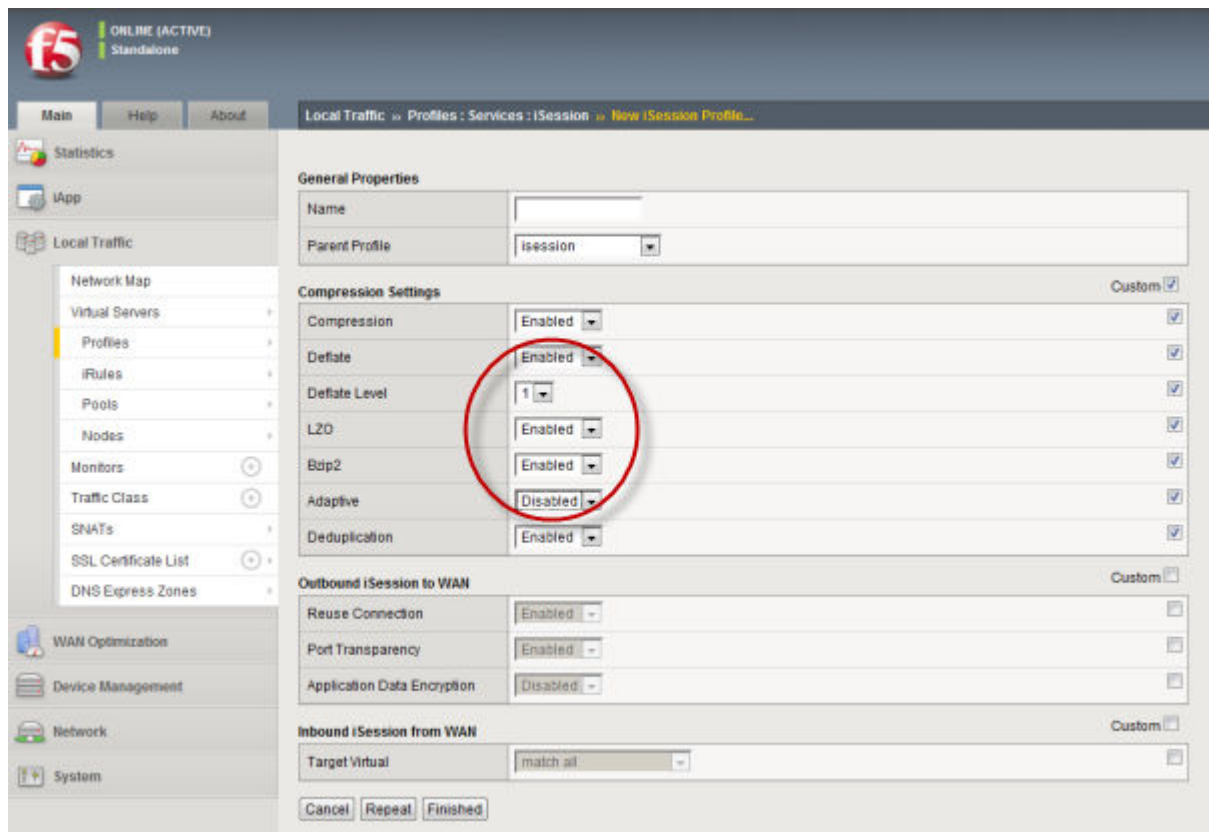 f5
ONLINE (ACTIVE)
Standalone
Main Help About
Local Traffic ›› Profiles : Services : iSession ›› New iSession Profile...
Statistics
iApp
Local Traffic
Network Map
Virtual Servers
Profiles
iRules
Pools
Nodes
Monitors
Traffic Class
SNATs
SSL Certificate List
DNS Express Zones
WAN Optimization
Device Management
Network
System
General Properties
Name
Parent Profile isession
Compression Settings Custom
Compression Enabled
Deflate Enabled
Deflate Level 1
LZO Enabled
Bzip2 Enabled
Adaptive Disabled
Deduplication Enabled
Outbound iSession to WAN Custom
Reuse Connection Enabled
Port Transparency Enabled
Application Data Encryption Disabled
Inbound iSession from WAN Custom
Target Virtual match all
Cancel Repeat Finished